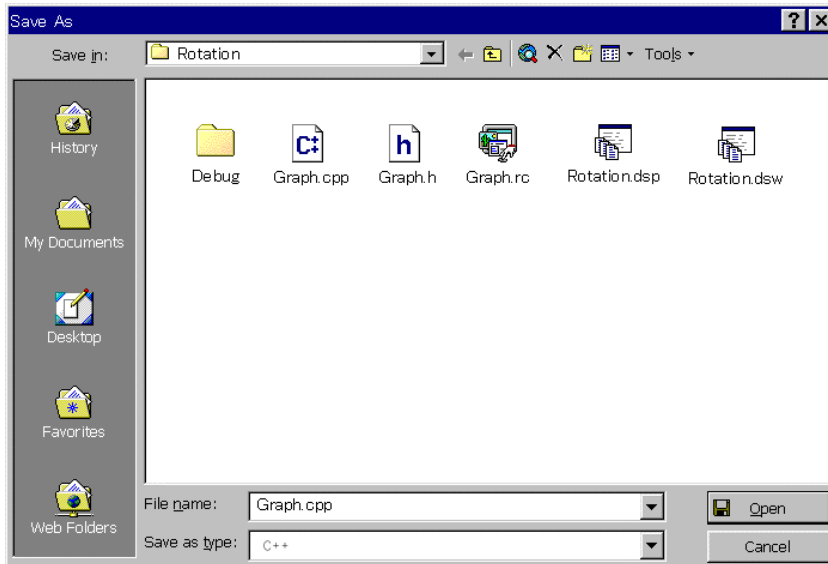 Save As
?
Save in:
Rotation
Tools
History
My Documents
Desktop
Favorites
Web Folders
Debug
C
Graph.cpp
h
Graph.h
Graph.rc
Rotation.dsp
Rotation.dsw
File name:
Graph.cpp
Open
Save as type:
C++
Cancel